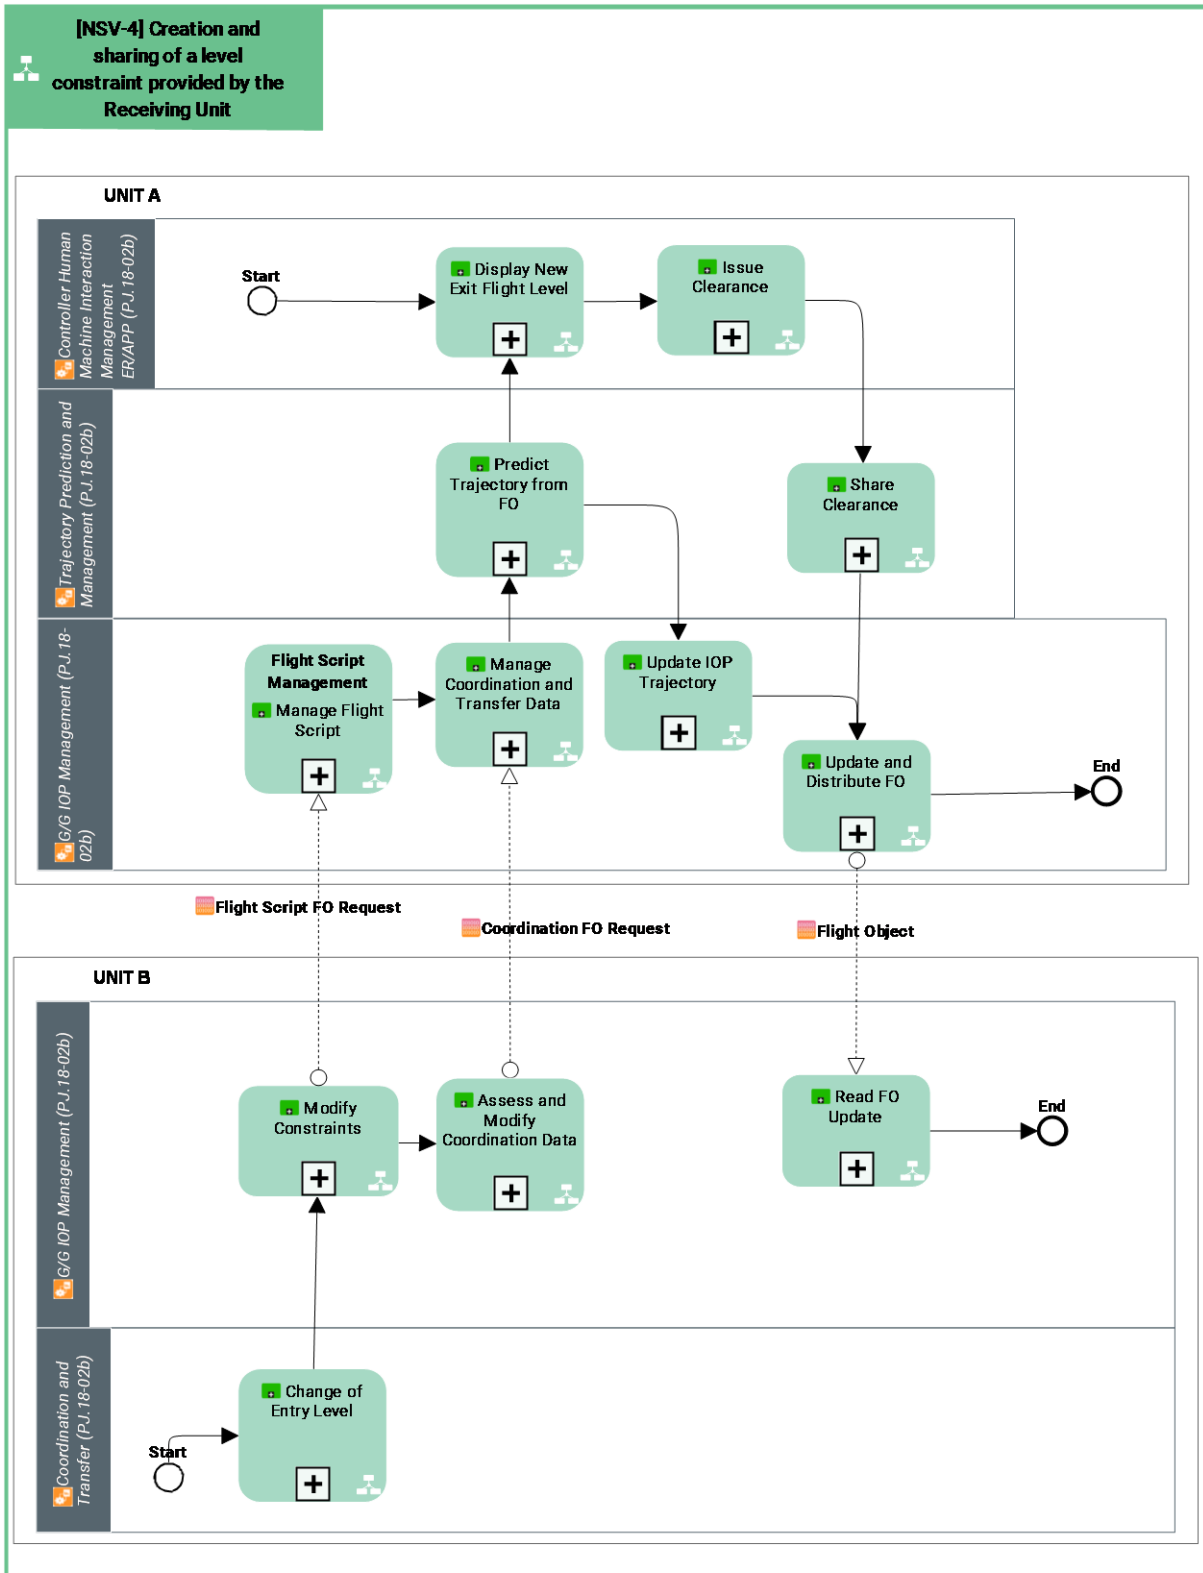 [NSV-4] Creation and
sharing of a level
constraint provided by the
Receiving Unit
UNIT A
Controller Human
Machine Interaction
Management
ER/APP (PJ.18-02b)
Start
Display New
Exit Flight Level
Issue
Clearance
Trajectory Prediction and
Management (PJ.18-02b)
Predict
Trajectory from
FO
Share
Clearance
G/G IOP Management (PJ.18-
02b)
Flight Script
Management
Manage Flight
Script
Manage
Coordination and
Transfer Data
Update IOP
Trajectory
Update and
Distribute FO
End
Flight Script FO Request
Coordination FO Request
Flight Object
UNIT B
G/G IOP Management (PJ.18-02b)
Modify
Constraints
Assess and
Modify
Coordination Data
Read FO
Update
End
Coordination and
Transfer (PJ.18-02b)
Start
Change of
Entry Level